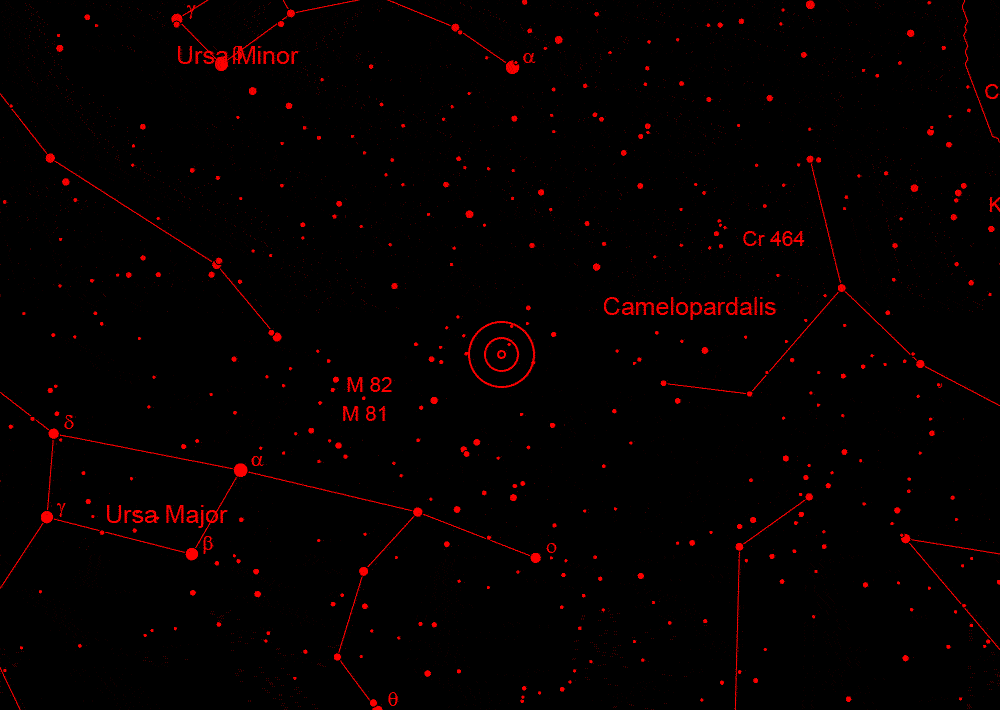 γ
Ursa Minor
β
α
C
K
Cr 464
Camelopardalis
M 82
M 81
δ
α
γ
Ursa Major
β
ο
θ